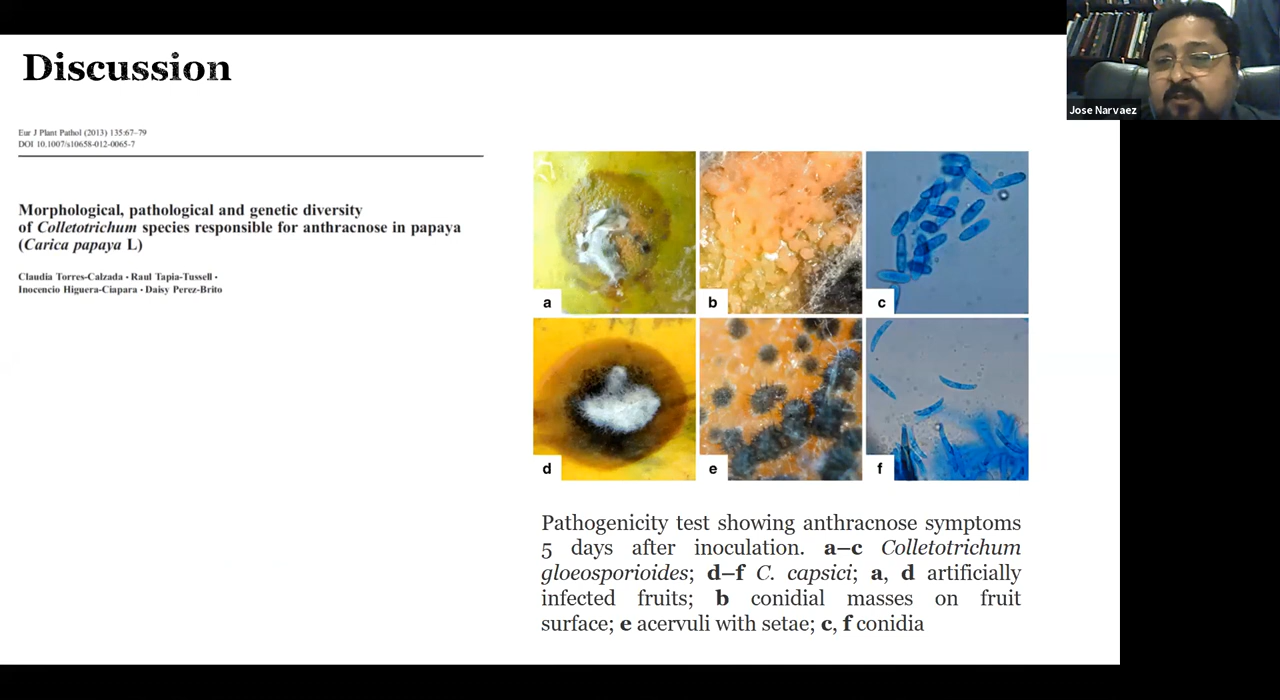 Discussion
Eur J Plant Pathol (2013) 135:67–79
DOI 10.1007/s10658-012-0065-7
Morphological, pathological and genetic diversity
of Colletotrichum species responsible for anthracnose in papaya
(Carica papaya L)
Claudia Torres-Calzada · Raul Tapia-Tussell ·
Inocencio Higuera-Ciapara · Daisy Perez-Brito
Jose Narvaez
a
b
c
d
e
f
Pathogenicity test showing anthracnose symptoms
5 days after inoculation. a–c Colletotrichum
gloeosporioides; d–f C. capsici; a, d artificially
infected fruits; b conidial masses on fruit
surface; e acervuli with setae; c, f conidia